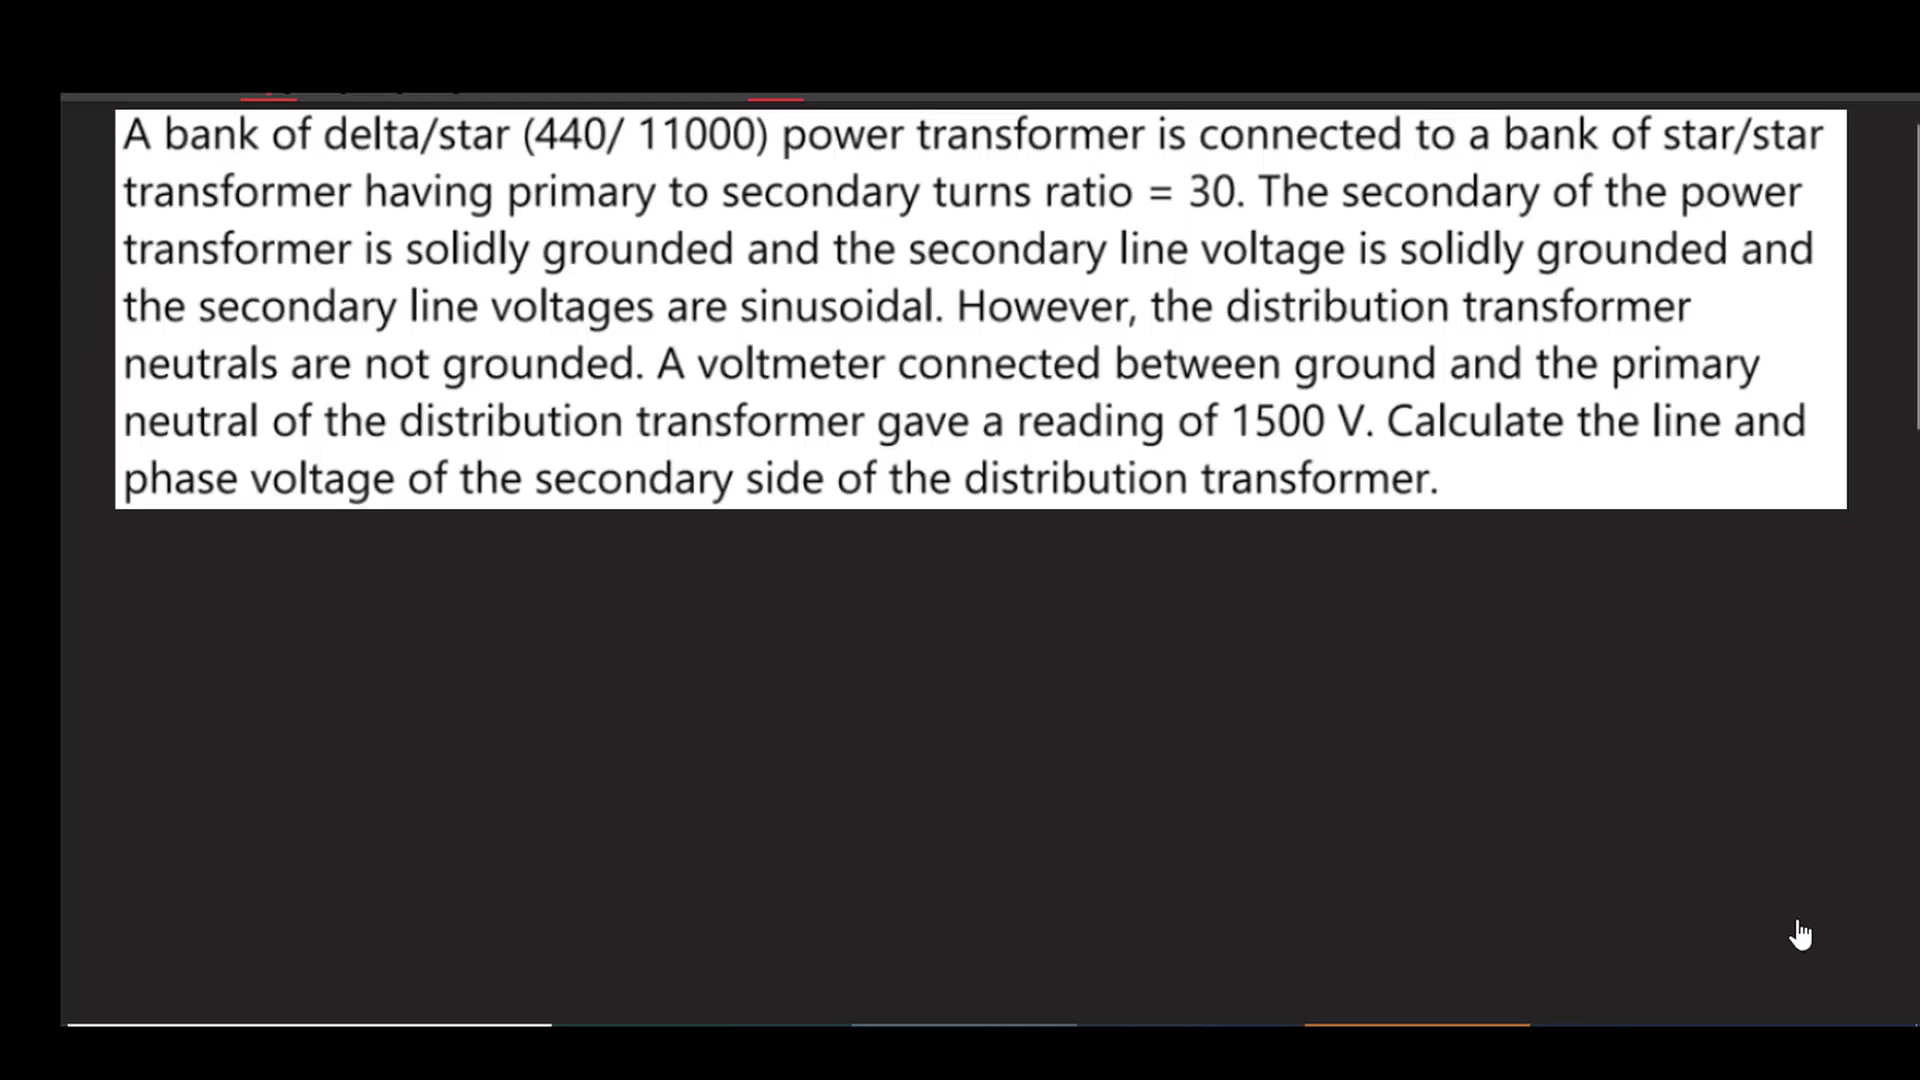 A bank of delta/star (440/ 11000) power transformer is connected to a bank of star/star
transformer having primary to secondary turns ratio = 30. The secondary of the power
transformer is solidly grounded and the secondary line voltage is solidly grounded and
the secondary line voltages are sinusoidal. However, the distribution transformer
neutrals are not grounded. A voltmeter connected between ground and the primary
neutral of the distribution transformer gave a reading of 1500 V. Calculate the line and
phase voltage of the secondary side of the distribution transformer.